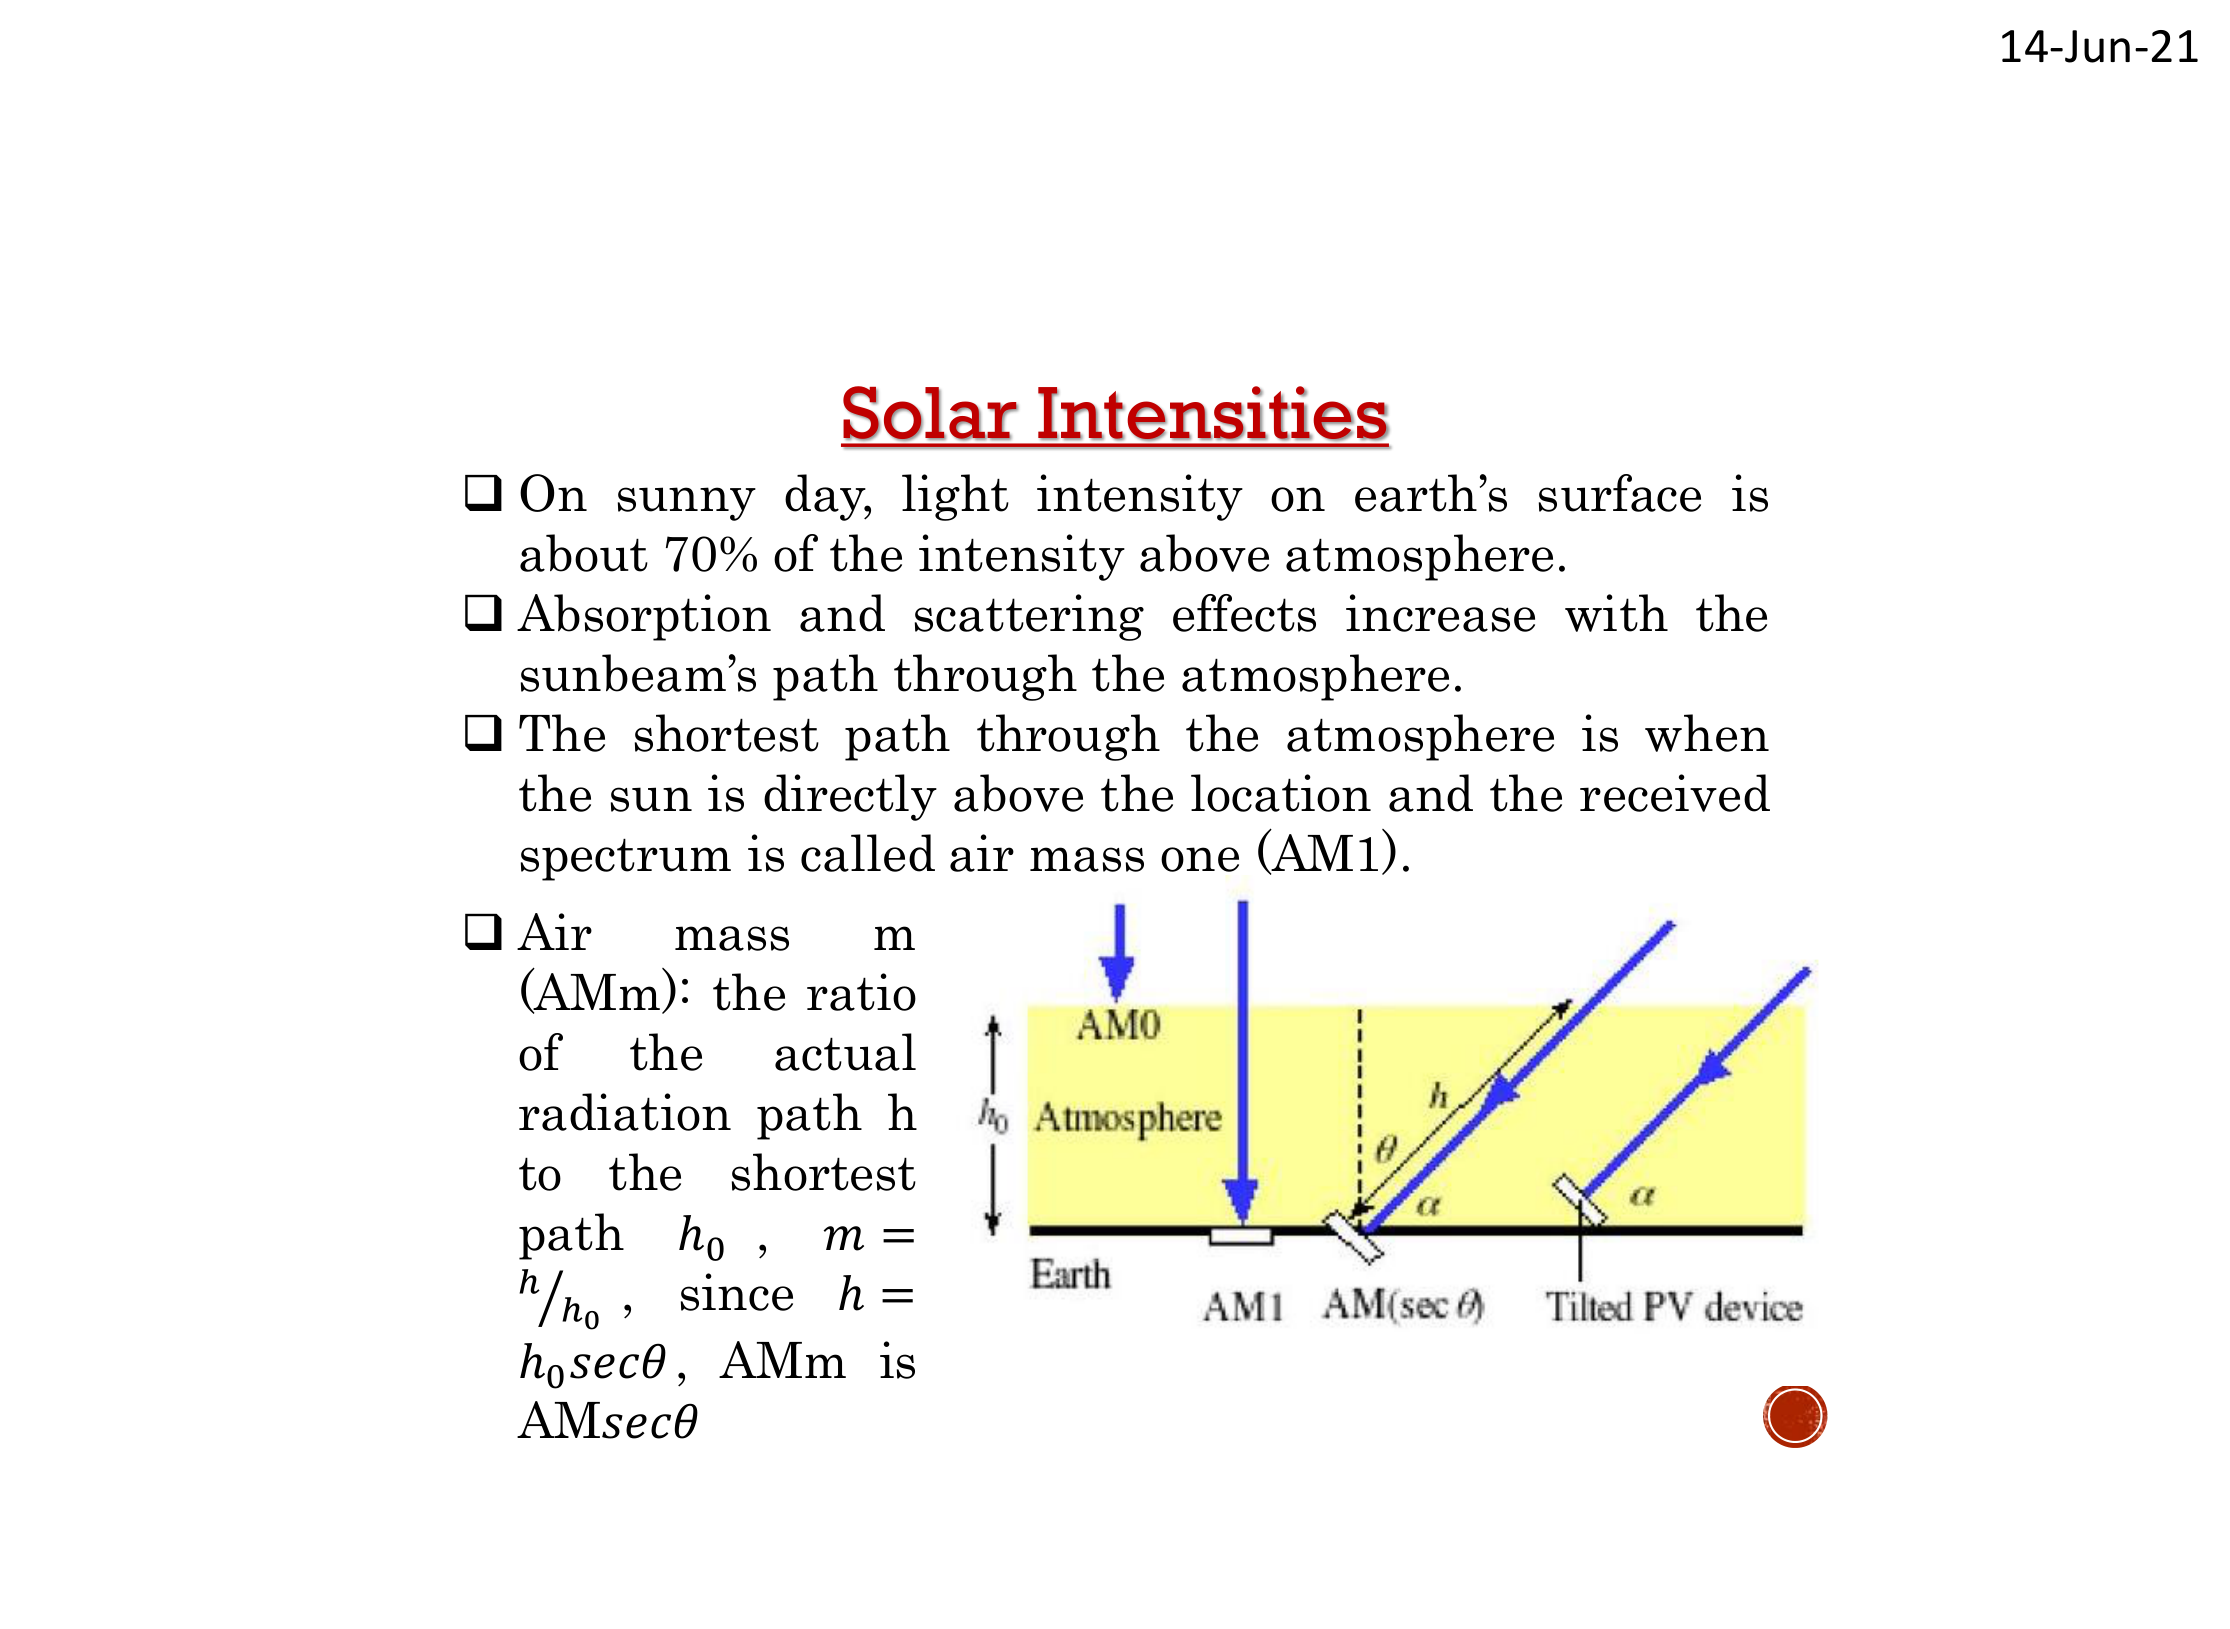 14-Jun-21
Solar Intensities
❑ On sunny day, light intensity on earth’s surface is
about 70% of the intensity above atmosphere.
❑ Absorption and scattering effects increase with the
sunbeam’s path through the atmosphere.
❑ The shortest path through the atmosphere is when
the sun is directly above the location and the received
spectrum is called air mass one (AM1).
❑ Air mass m
(AMm): the ratio
of the actual
radiation path h
to the shortest
path h₀ , m =
h/h₀ , since h =
h₀secθ, AMm is
AMsecθ
AM0
h₀
Atmosphere
h
θ
α
α
Earth
AM1
AM(sec θ)
Tilted PV device